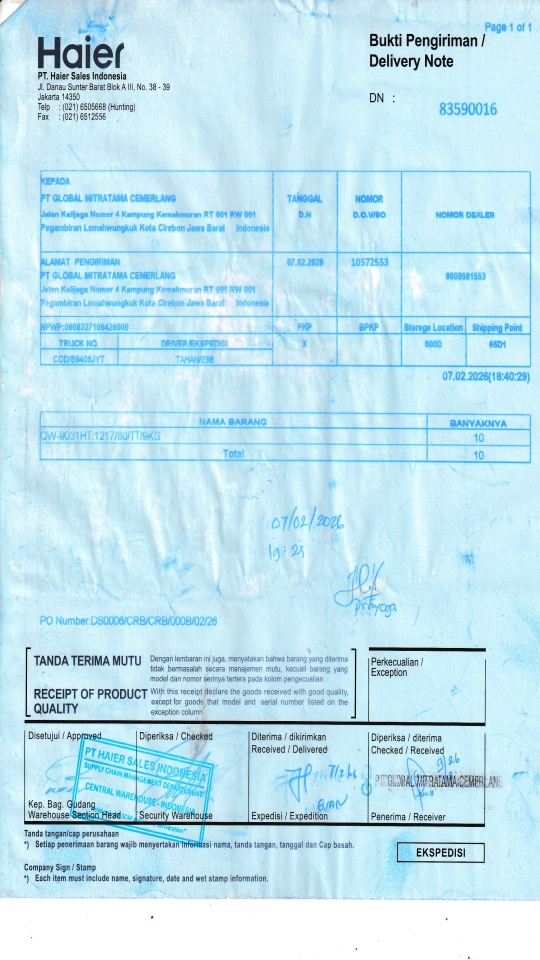 Page 1 of 1
Haier
Bukti Pengiriman /
Delivery Note
PT. Haier Sales Indonesia
Jl. Danau Sunter Barat Blok A III, No. 38 - 39
Jakarta 14350
Telp : (021) 6505668 (Hunting)
Fax : (021) 6512556
DN :
83590016
KEPADA
PT GLOBAL MITRATAMA CEMERLANG
Jalan Kalijaga Nomor 4 Kampung Kemakmuran RT 001 RW 001
Pegambiran Lemahwungkuk Kota Cirebon Jawa Barat Indonesia
TANGGAL
D.N
NOMOR
D.O.V/SO
NOMOR DEALER
ALAMAT PENGIRIMAN
PT GLOBAL MITRATAMA CEMERLANG
Jalan Kalijaga Nomor 4 Kampung Kemakmuran RT 001 RW 001
Pegambiran Lemahwungkuk Kota Cirebon Jawa Barat Indonesia
07.02.2026
10572553
PKP
BPKP
Storage Location
Shipping Point
TRUCK NO.
DRIVER/EKSPEDISI
X
65D1
07.02.2026(18:40:29)
NAMA BARANG
BANYAKNYA
QW-9031HT:1217/80/TT/9KG
10
Total
10
07/02/2026
19:25
PO Number:DS0006/CRB/CRB/000B/02/26
TANDA TERIMA MUTU
Dengan lembaran ini juga, menyatakan bahwa barang yang diterima
tidak bermasalah secara manajemen mutu, kecuali barang yang
model dan nomor serinya tertera pada kolom pengecualian
RECEIPT OF PRODUCT
QUALITY
With this receipt declare the goods received with good quality,
except for goods that model and serial number listed on the
exception column
Perkecualian /
Exception
Disetujui / Approved
Diperiksa / Checked
Diterima / dikirimkan
Received / Delivered
Diperiksa / diterima
Checked / Received
PT HAIER SALES INDONESIA
SUPPLY CHAIN MANAGEMENT DEPARTEMENT
CENTRAL WAREHOUSE - INDONESIA
PT.GLOBAL MITRATAMA CEMERLANG
Kep. Bag. Gudang
Warehouse Section Head
Security Warehouse
Expedisi / Expedition
Penerima / Receiver
Tanda tangan/cap perusahaan
*) Setiap penerimaan barang wajib menyertakan informasi nama, tanda tangan, tanggal dan Cap basah.
EKSPEDISI
Company Sign / Stamp
*) Each item must include name, signature, date and wet stamp information.